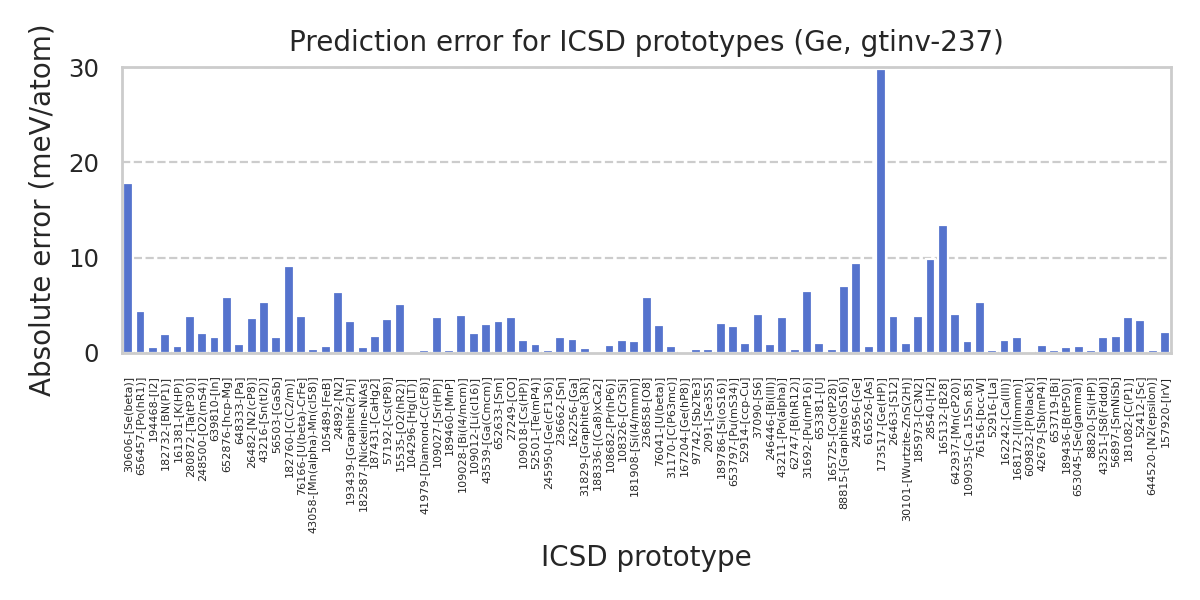 Prediction error for ICSD prototypes (Ge, gtinv-237)
Absolute error (meV/atom)
30
20
10
0
30606-[Se(beta)]
656457-[Po(hR1)]
194468-[I2]
182732-[BN(P1)]
161381-[K(HP)]
280872-[Ta(tP30)]
248500-[O2(mS4)]
639810-[In]
652876-[hcp-Mg]
648333-[Pa]
26482-[N2(cP8)]
43216-[Sn(tI2)]
56503-[GaSb]
182760-[C(C2/m)]
76166-[U(beta)-CrFe]
43058-[Mn(alpha)-Mn(cI58)]
105489-[FeB]
24892-[N2]
193439-[Graphite(2H)]
182587-[Nickeline-NiAs]
187431-[CaHg2]
57192-[Cs(tP8)]
15535-[O2(hR2)]
104296-[Hg(LT)]
41979-[Diamond-C(cF8)]
109027-[Sr(HP)]
189460-[MnP]
109028-[Bi(I4/mcm)]
109012-[Li(cI16)]
43539-[Ga(Cmcm)]
652633-[Sm]
27249-[CO]
109018-[Cs(HP)]
52501-[Te(mP4)]
245950-[Ge(cF136)]
236662-[Sn]
162256-[Ga]
31829-[Graphite(3R)]
188336-[(Ca8)xCa2]
108682-[Pr(hP6)]
108326-[Cr3Si]
181908-[Si(I4/mmm)]
236858-[O8]
76041-[U(beta)]
31170-[C(P63mc)]
167204-[Ge(hP8)]
97742-[Sb2Te3]
2091-[Se3S5]
189786-[Si(oS16)]
653797-[Pu(mS34)]
52914-[ccp-Cu]
37090-[S6]
246446-[Bi(III)]
43211-[Po(alpha)]
62747-[B(hR12)]
31692-[Pu(mP16)]
653381-[U]
165725-[Co(tP28)]
88815-[Graphite(oS16)]
245956-[Ge]
609832-[As]
173517-[Ge(HP)]
26463-[S12]
30101-[Wurtzite-ZnS(2H)]
185973-[C3N2]
28540-[H2]
165132-[B28]
642937-[Mn(cP20)]
109035-[Ca.15Sn.85]
76156-[bcc-W]
52916-[La]
162242-[Ca(III)]
168172-[I(Immm)]
609832-[P(black)]
42679-[Sb(mP4)]
653719-[Bi]
189436-[B(tP50)]
653045-[Se(gamma)]
88820-[Si(HP)]
43251-[S8(Fddd)]
56897-[SmNiSb]
181082-[C(P1)]
52412-[Sc]
644520-[N2(epsilon)]
157920-[IrV]
ICSD prototype